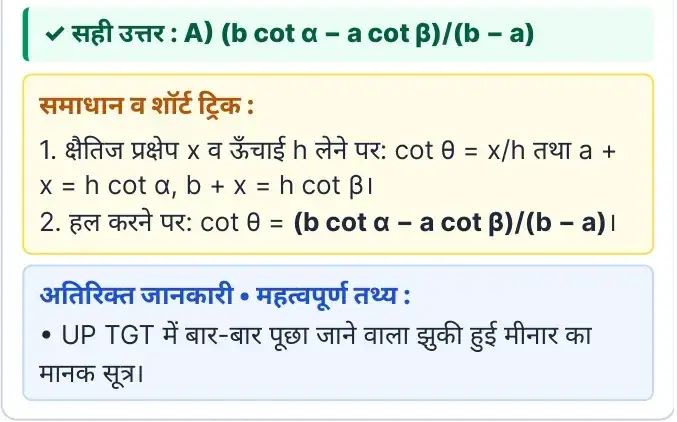 ✓ सही उत्तर : A) (b cot α − a cot β)/(b − a)
समाधान व शॉर्ट ट्रिक :
1. क्षैतिज प्रक्षेप x व ऊँचाई h लेने पर: cot θ = x/h तथा a +
x = h cot α, b + x = h cot β।
2. हल करने पर: cot θ = (b cot α − a cot β)/(b − a)।
अतिरिक्त जानकारी • महत्वपूर्ण तथ्य :
• UP TGT में बार-बार पूछा जाने वाला झुकी हुई मीनार का
मानक सूत्र।